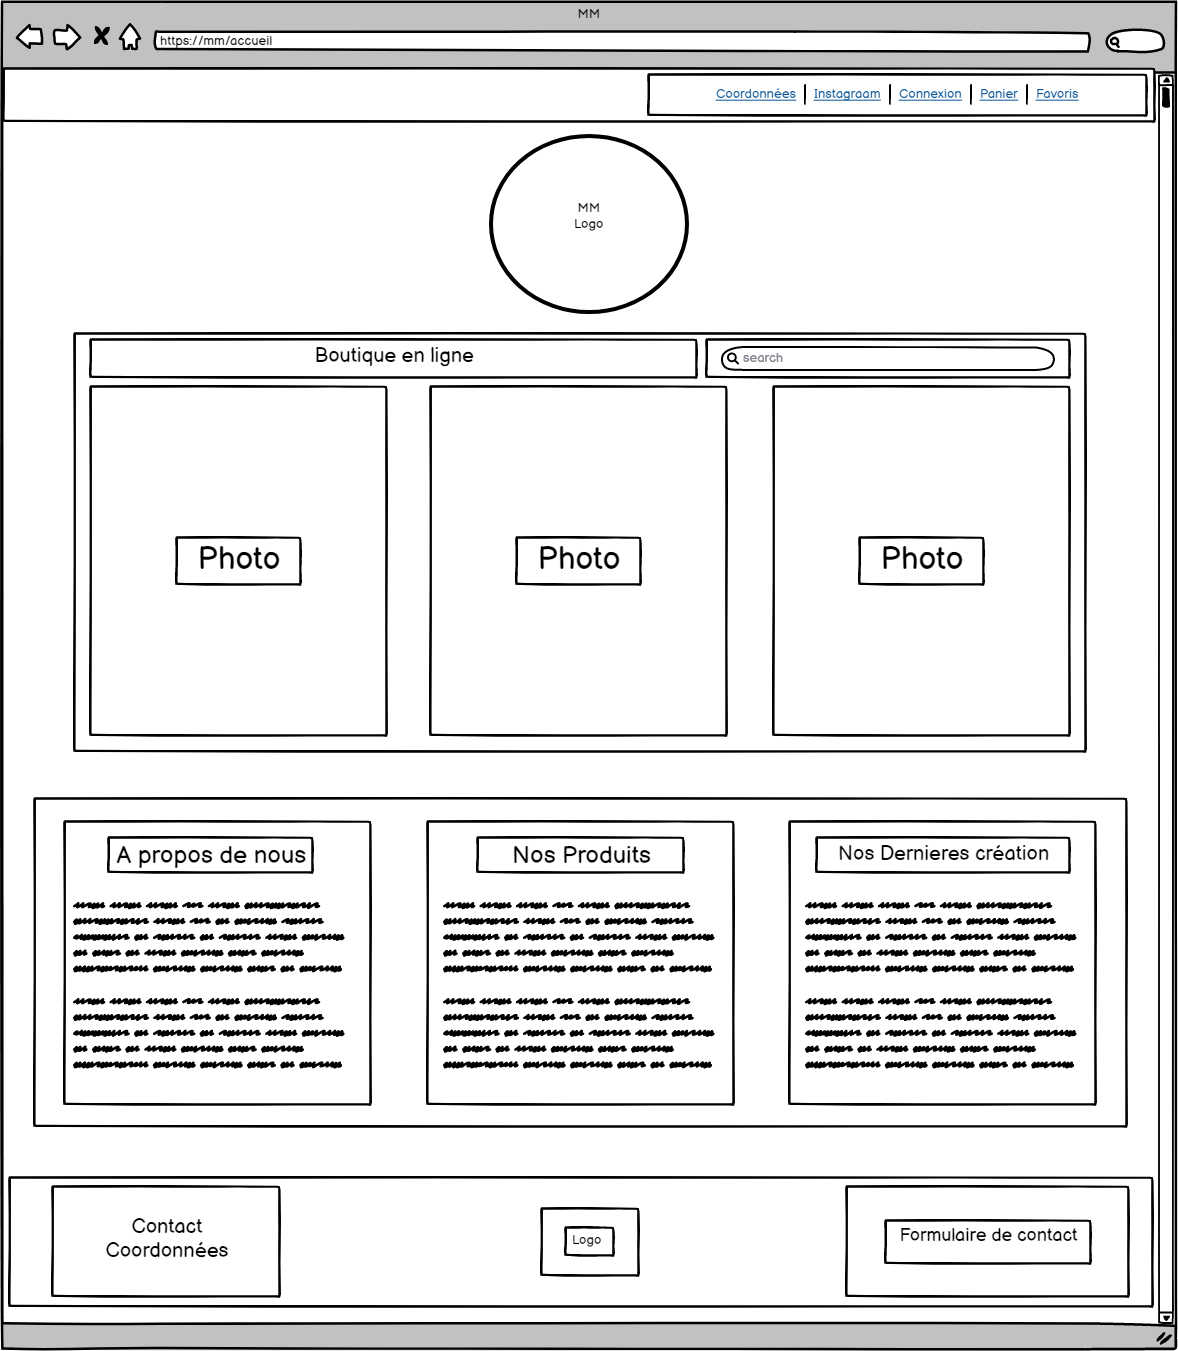 MM
https://mm/accueil
Coordonnées Instagraam Connexion Panier Favoris
MM
Logo
Boutique en ligne
search
Photo
Photo
Photo
A propos de nous
Nos Produits
Nos Dernieres création
Contact
Coordonnées
Logo
Formulaire de contact